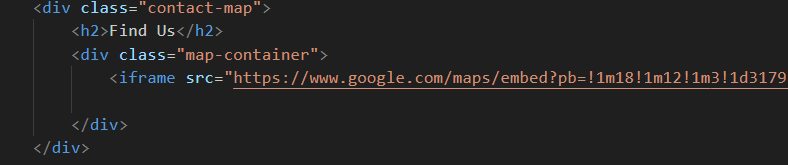 <div class="contact-map">
<h2>Find Us</h2>
<div class="map-container">
<iframe src="https://www.google.com/maps/embed?pb=!1m18!1m12!1m3!1d3179
</div>
</div>